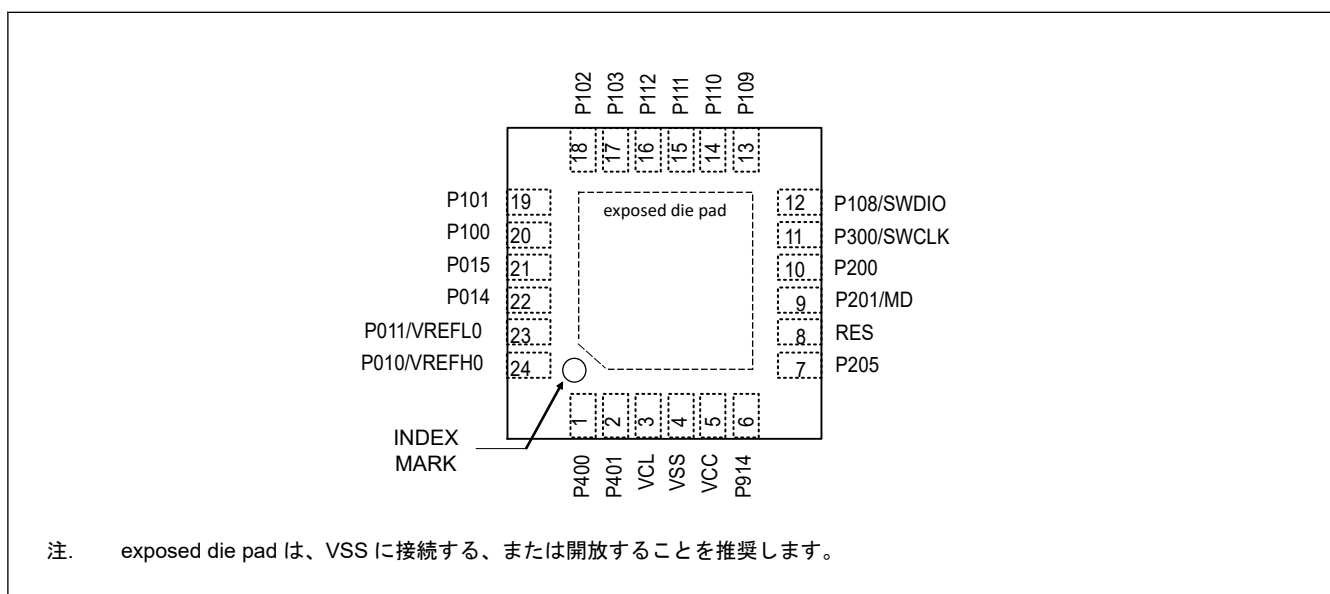 P102 P103 P112 P111 P110 P109
18 17 16 15 14 13
P101 19
P100 20
P015 21
P014 22
P011/VREFL0 23
P010/VREFH0 24
exposed die pad
12 P108/SWDIO
11 P300/SWCLK
10 P200
9 P201/MD
8 RES
7 P205
INDEX
MARK
1 2 3 4 5 6
P400 P401 VCL VSS VCC P914
注. exposed die pad は、VSS に接続する、または開放することを推奨します。